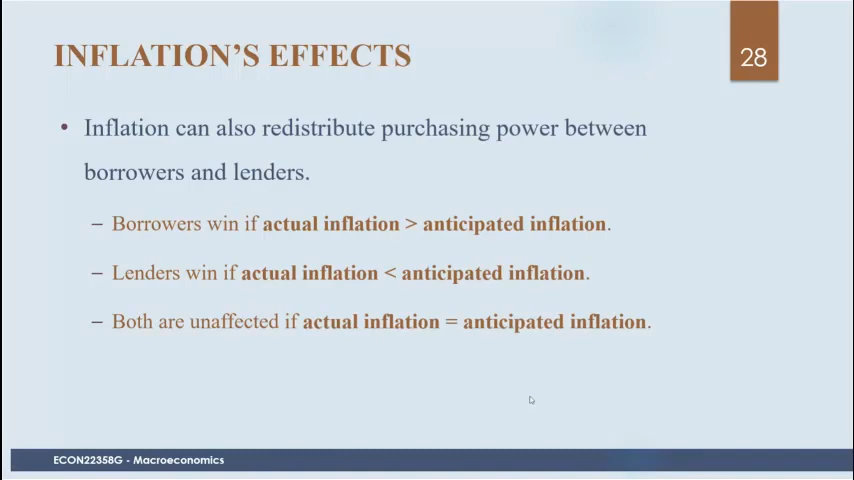 INFLATION’S EFFECTS
28
• Inflation can also redistribute purchasing power between
borrowers and lenders.
– Borrowers win if actual inflation > anticipated inflation.
– Lenders win if actual inflation < anticipated inflation.
– Both are unaffected if actual inflation = anticipated inflation.
ECON22358G - Macroeconomics